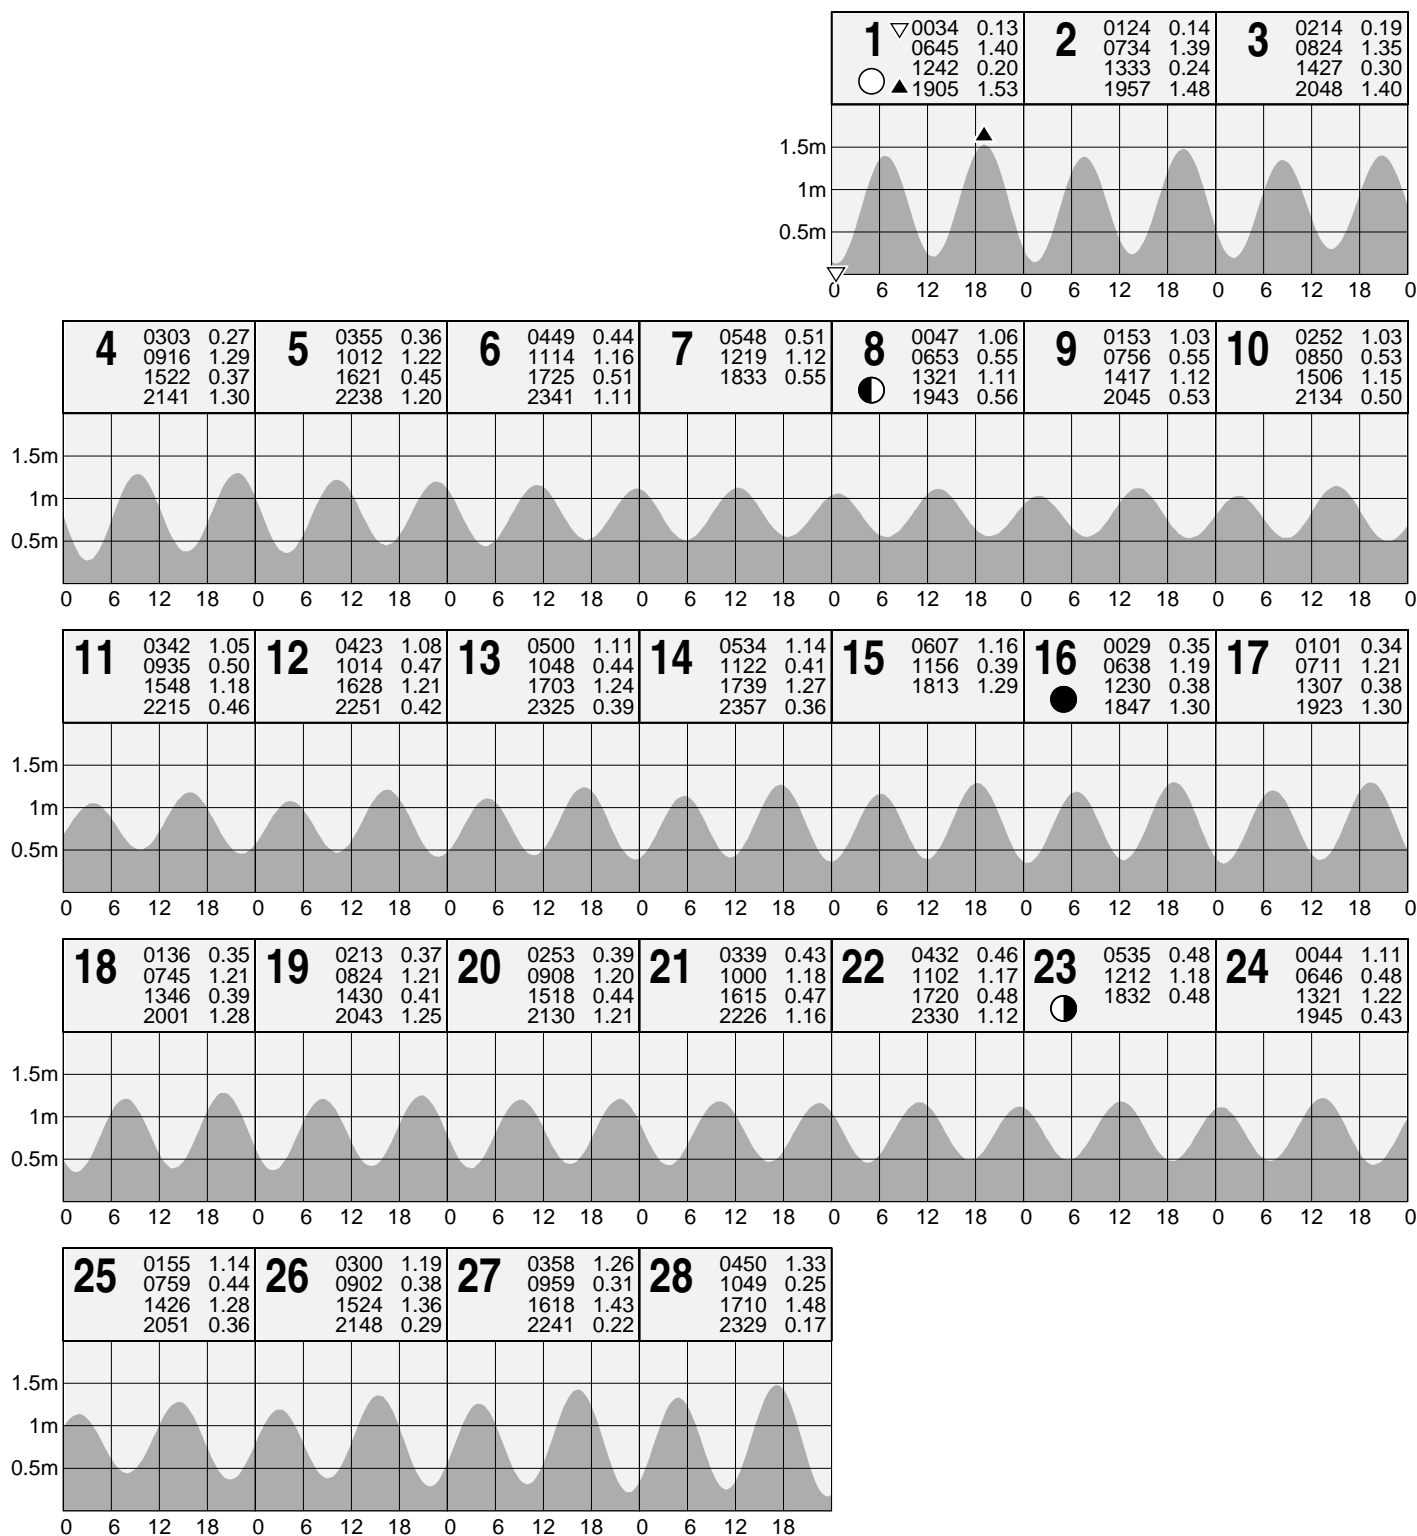 1 ▽ 0034 0.13 2 0124 0.14 3 0214 0.19
0645 1.40 0734 1.39 0824 1.35
1242 0.20 1333 0.24 1427 0.30
▲ 1905 1.53 1957 1.48 2048 1.40
1.5m
1m
0.5m
0 6 12 18 0 6 12 18 0 6 12 18 0
4 0303 0.27 5 0355 0.36 6 0449 0.44 7 0548 0.51 8 0047 1.06 9 0153 1.03 10 0252 1.03
0916 1.29 1012 1.22 1114 1.16 1219 1.12 0653 0.55 0756 0.55 0850 0.53
1522 0.37 1621 0.45 1725 0.51 1833 0.55 1321 1.11 1417 1.12 1506 1.15
2141 1.30 2238 1.20 2341 1.11 1943 0.56 2045 0.53 2134 0.50
1.5m
1m
0.5m
0 6 12 18 0 6 12 18 0 6 12 18 0 6 12 18 0 6 12 18 0 6 12 18 0 6 12 18 0
11 0342 1.05 12 0423 1.08 13 0500 1.11 14 0534 1.14 15 0607 1.16 16 0029 0.35 17 0101 0.34
0935 0.50 1014 0.47 1048 0.44 1122 0.41 1156 0.39 0638 1.19 0711 1.21
1548 1.18 1628 1.21 1703 1.24 1739 1.27 1813 1.29 1230 0.38 1307 0.38
2215 0.46 2251 0.42 2325 0.39 2357 0.36 1847 1.30 1923 1.30
1.5m
1m
0.5m
0 6 12 18 0 6 12 18 0 6 12 18 0 6 12 18 0 6 12 18 0 6 12 18 0 6 12 18 0
18 0136 0.35 19 0213 0.37 20 0253 0.39 21 0339 0.43 22 0432 0.46 23 0535 0.48 24 0044 1.11
0745 1.21 0824 1.21 0908 1.20 1000 1.18 1102 1.17 1212 1.18 0646 0.48
1346 0.39 1430 0.41 1518 0.44 1615 0.47 1720 0.48 1832 0.48 1321 1.22
2001 1.28 2043 1.25 2130 1.21 2226 1.16 2330 1.12 1945 0.43
1.5m
1m
0.5m
0 6 12 18 0 6 12 18 0 6 12 18 0 6 12 18 0 6 12 18 0 6 12 18 0 6 12 18 0
25 0155 1.14 26 0300 1.19 27 0358 1.26 28 0450 1.33
0759 0.44 0902 0.38 0959 0.31 1049 0.25
1426 1.28 1524 1.36 1618 1.43 1710 1.48
2051 0.36 2148 0.29 2241 0.22 2329 0.17
1.5m
1m
0.5m
0 6 12 18 0 6 12 18 0 6 12 18 0 6 12 18